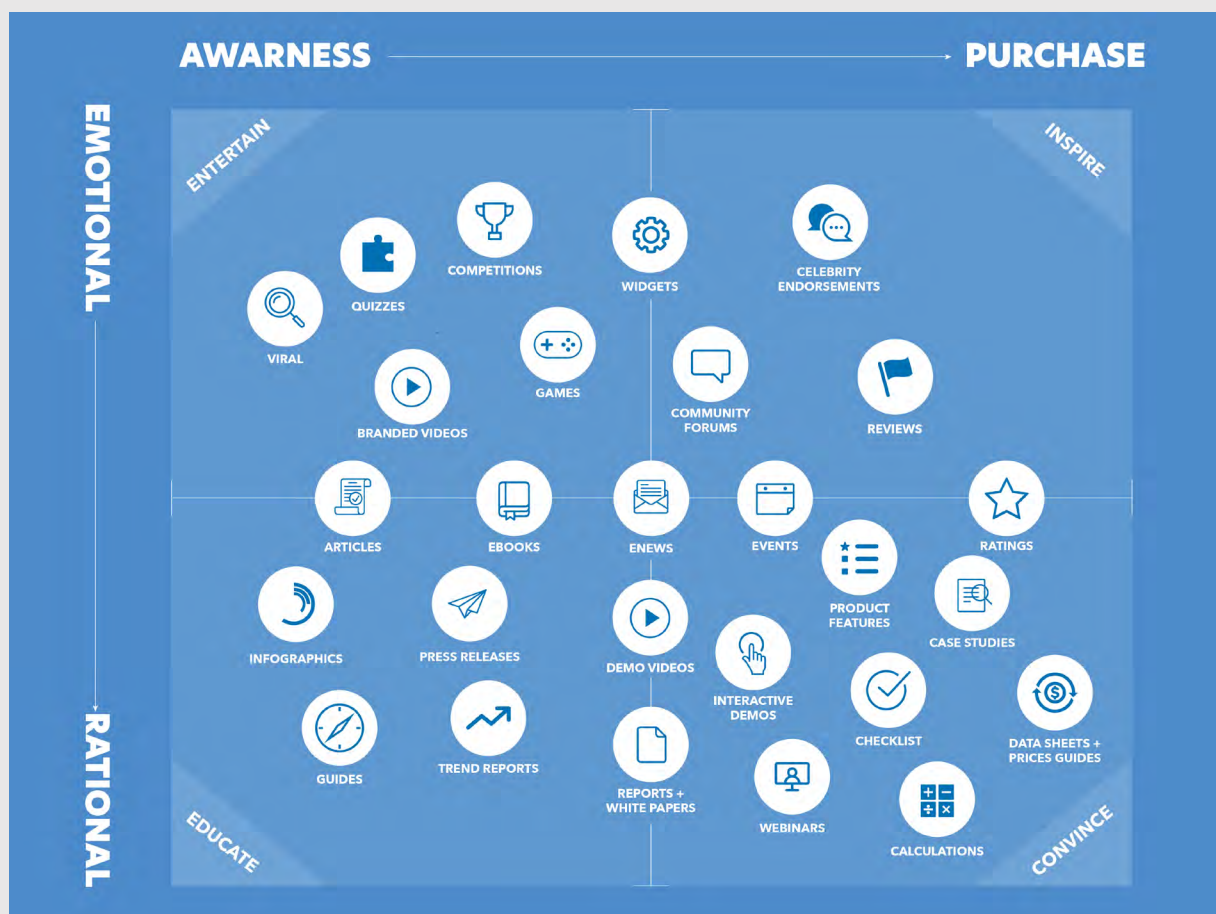 AWARNESS
PURCHASE
EMOTIONAL
RATIONAL
ENTERTAIN
INSPIRE
COMPETITIONS
WIDGETS
CELEBRITY
ENDORSEMENTS
QUIZZES
VIRAL
GAMES
BRANDED VIDEOS
COMMUNITY
FORUMS
REVIEWS
ARTICLES
EBOOKS
ENEWS
EVENTS
RATINGS
PRODUCT
FEATURES
CASE STUDIES
INFOGRAPHICS
PRESS RELEASES
DEMO VIDEOS
INTERACTIVE
DEMOS
CHECKLIST
DATA SHEETS +
PRICES GUIDES
GUIDES
TREND REPORTS
REPORTS +
WHITE PAPERS
WEBINARS
CALCULATIONS
EDUCATE
CONVINCE